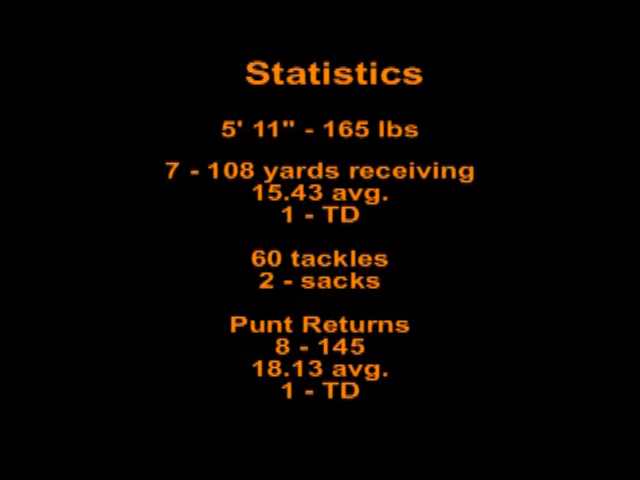 Statistics
5' 11" - 165 lbs
7 - 108 yards receiving
15.43 avg.
1 - TD
60 tackles
2 - sacks
Punt Returns
8 - 145
18.13 avg.
1 - TD